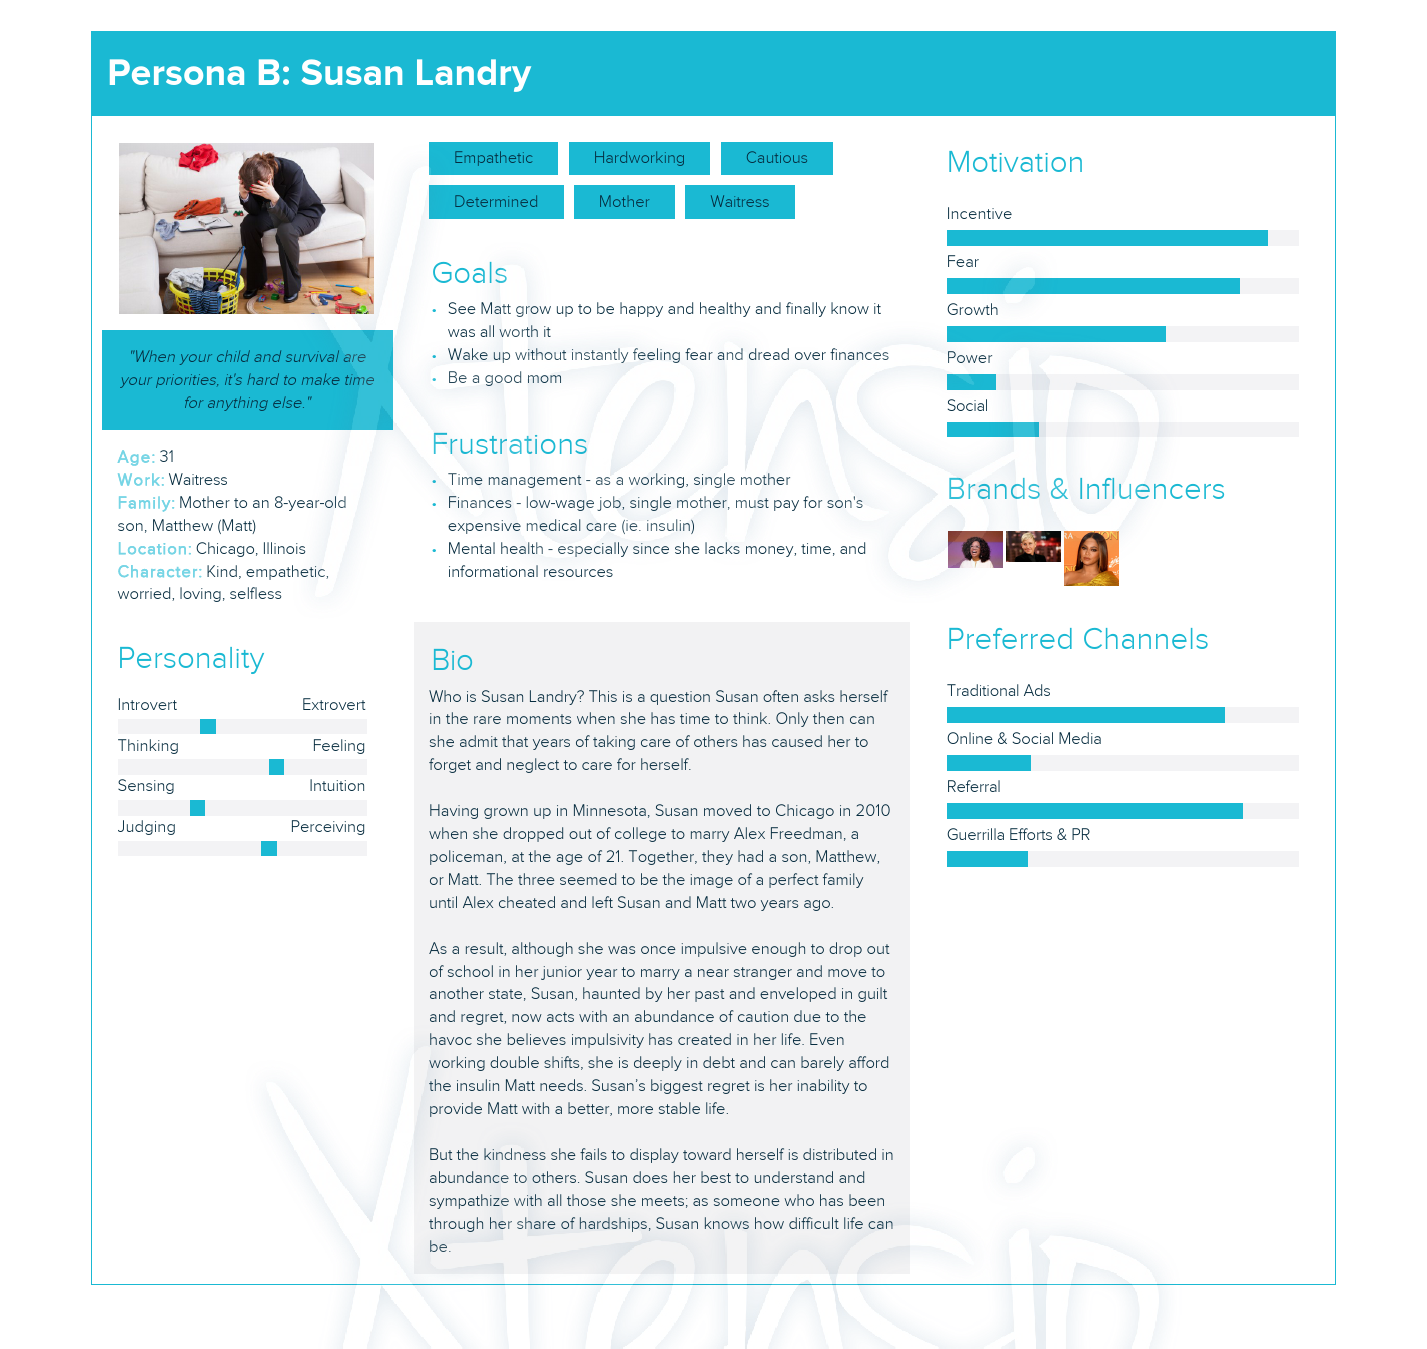 Persona B: Susan Landry
"When your child and survival are
your priorities, it's hard to make time
for anything else."
Age: 31
Work: Waitress
Family: Mother to an 8-year-old
son, Matthew (Matt)
Location: Chicago, Illinois
Character: Kind, empathetic,
worried, loving, selfless
Personality
Introvert Extrovert
Thinking Feeling
Sensing Intuition
Judging Perceiving
Empathetic Hardworking Cautious
Determined Mother Waitress
Goals
• See Matt grow up to be happy and healthy and finally know it
was all worth it
• Wake up without instantly feeling fear and dread over finances
• Be a good mom
Frustrations
• Time management - as a working, single mother
• Finances - low-wage job, single mother, must pay for son's
expensive medical care (ie. insulin)
• Mental health - especially since she lacks money, time, and
informational resources
Bio
Who is Susan Landry? This is a question Susan often asks herself
in the rare moments when she has time to think. Only then can
she admit that years of taking care of others has caused her to
forget and neglect to care for herself.
Having grown up in Minnesota, Susan moved to Chicago in 2010
when she dropped out of college to marry Alex Freedman, a
policeman, at the age of 21. Together, they had a son, Matthew,
or Matt. The three seemed to be the image of a perfect family
until Alex cheated and left Susan and Matt two years ago.
As a result, although she was once impulsive enough to drop out
of school in her junior year to marry a near stranger and move to
another state, Susan, haunted by her past and enveloped in guilt
and regret, now acts with an abundance of caution due to the
havoc she believes impulsivity has created in her life. Even
working double shifts, she is deeply in debt and can barely afford
the insulin Matt needs. Susan’s biggest regret is her inability to
provide Matt with a better, more stable life.
But the kindness she fails to display toward herself is distributed in
abundance to others. Susan does her best to understand and
sympathize with all those she meets; as someone who has been
through her share of hardships, Susan knows how difficult life can
be.
Motivation
Incentive
Fear
Growth
Power
Social
Brands & Influencers
Preferred Channels
Traditional Ads
Online & Social Media
Referral
Guerrilla Efforts & PR
Xtensio
Xtensio